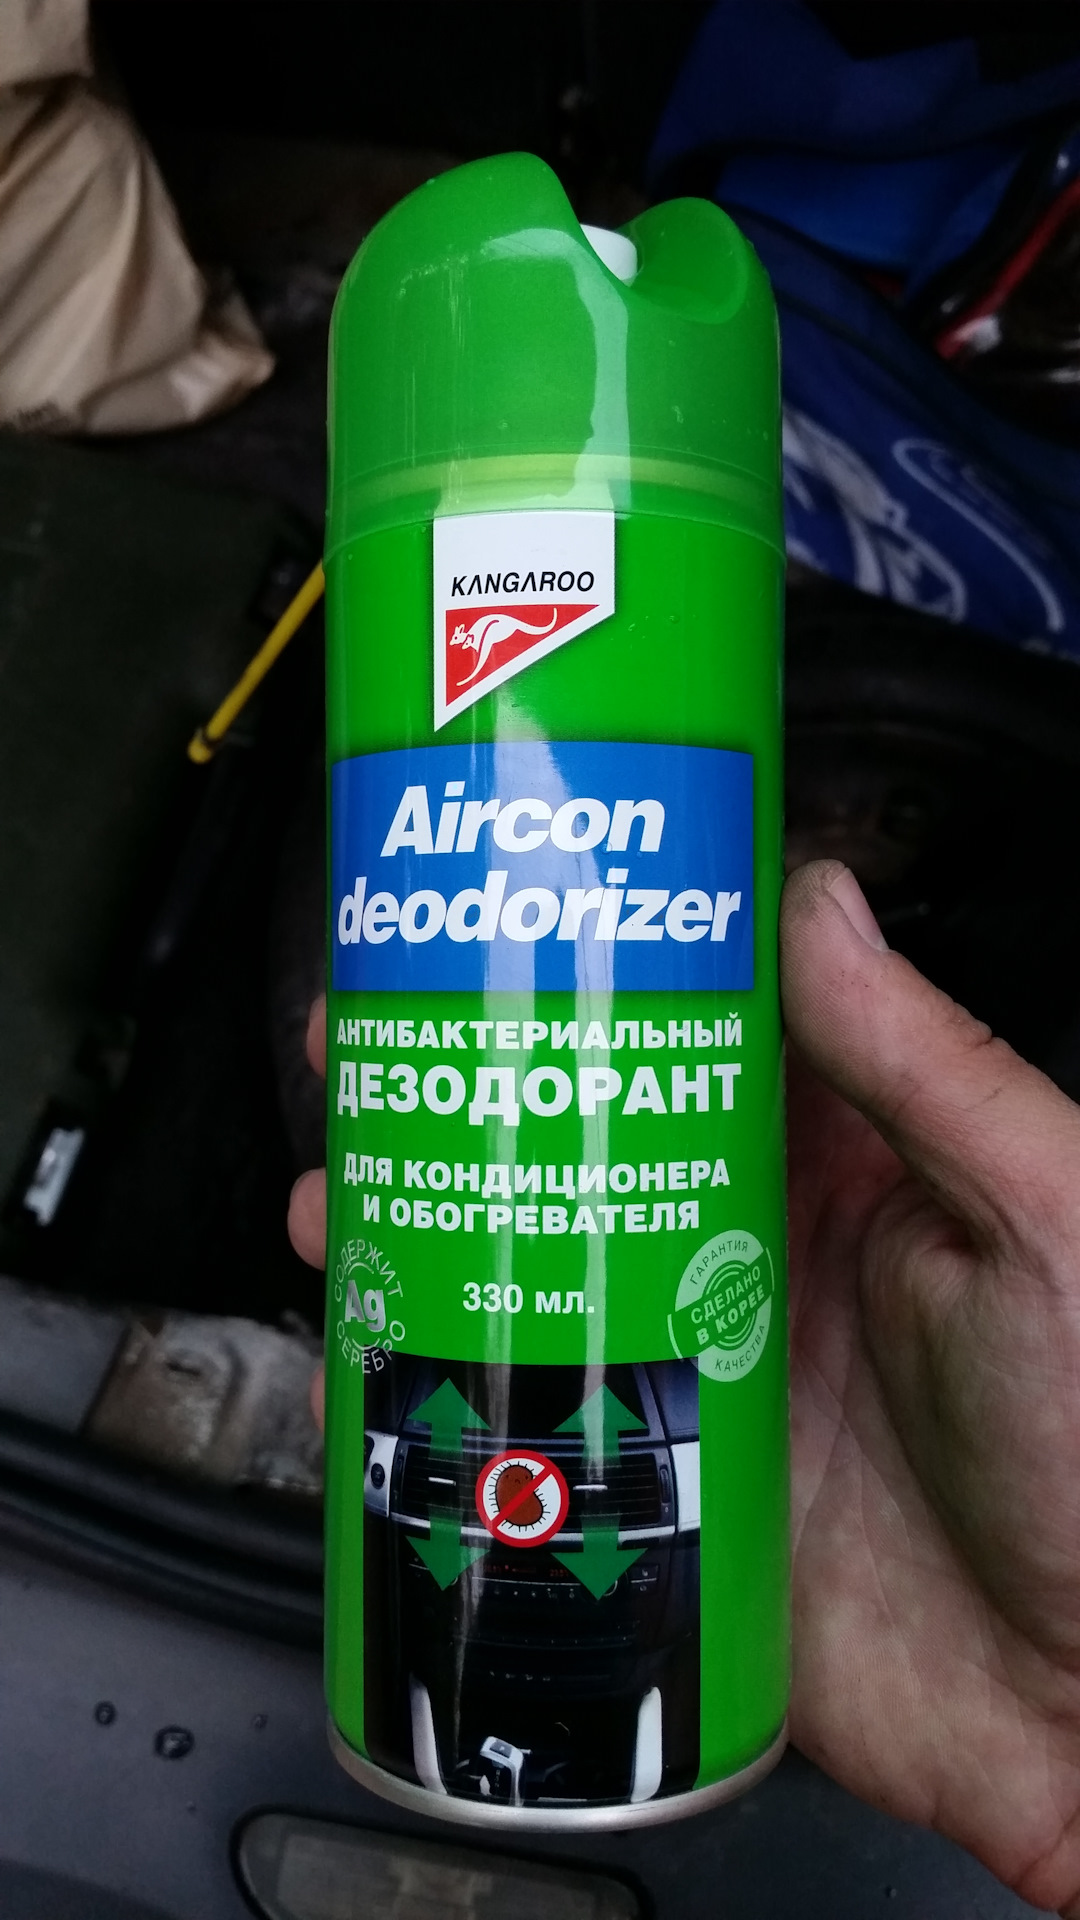 KANGAROO
Aircon
deodorizer
АНТИБАКТЕРИАЛЬНЫЙ
ДЕЗОДОРАНТ
ДЛЯ КОНДИЦИОНЕРА
И ОБОГРЕВАТЕЛЯ
СОДЕРЖИТ
Ag
СЕРЕБРО
330 мл.
ГАРАНТИЯ
СДЕЛАНО
В КОРЕЕ
КАЧЕСТВА